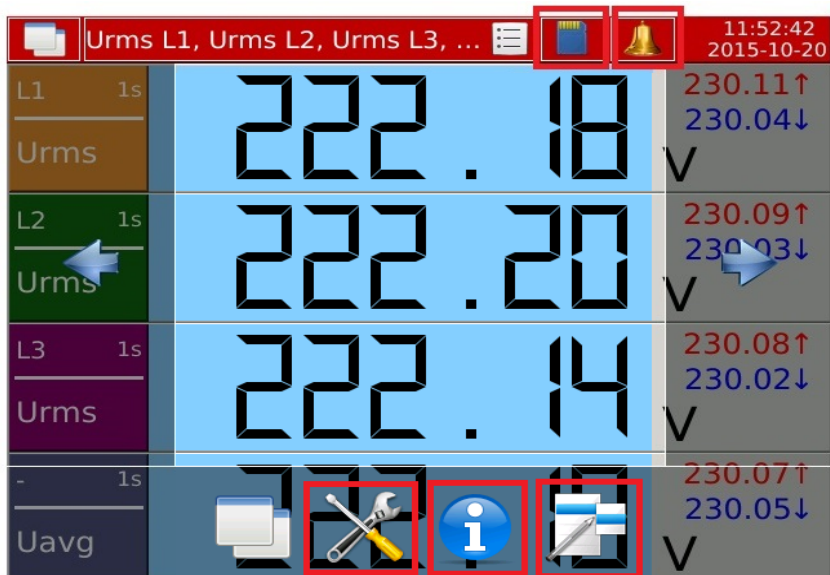 Urms L1, Urms L2, Urms L3, ...
11:52:42
2015-10-20
L1 1s
Urms
222.18
V
230.11↑
230.04↓
L2 1s
Urms
222.20
V
230.09↑
230.03↓
L3 1s
Urms
222.14
V
230.08↑
230.02↓
- 1s
Uavg
V
230.07↑
230.05↓